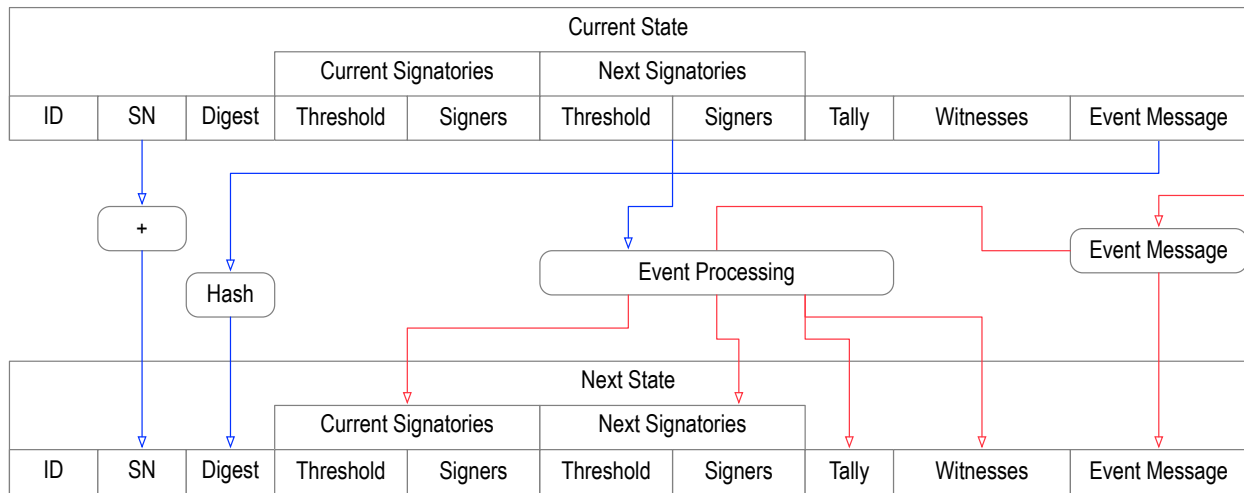 Current State
Current Signatories Next Signatories
ID SN Digest Threshold Signers Threshold Signers Tally Witnesses Event Message
+
Event Message
Event Processing
Hash
Next State
Current Signatories Next Signatories
ID SN Digest Threshold Signers Threshold Signers Tally Witnesses Event Message